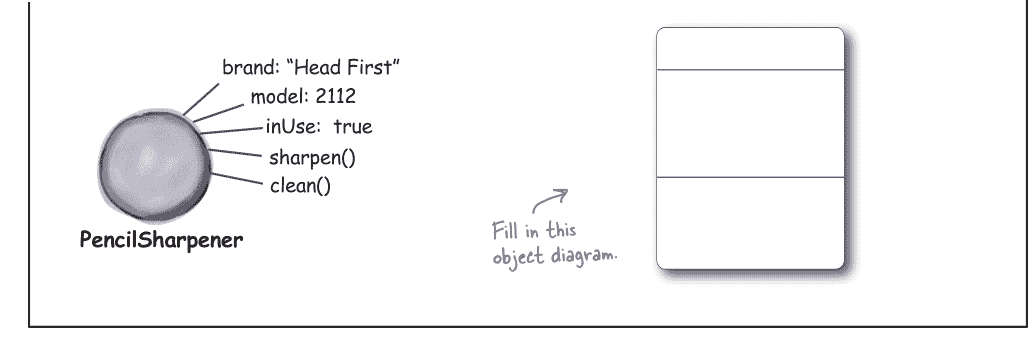 brand: “Head First”
model: 2112
inUse: true
sharpen()
clean()
PencilSharpener
Fill in this
object diagram.